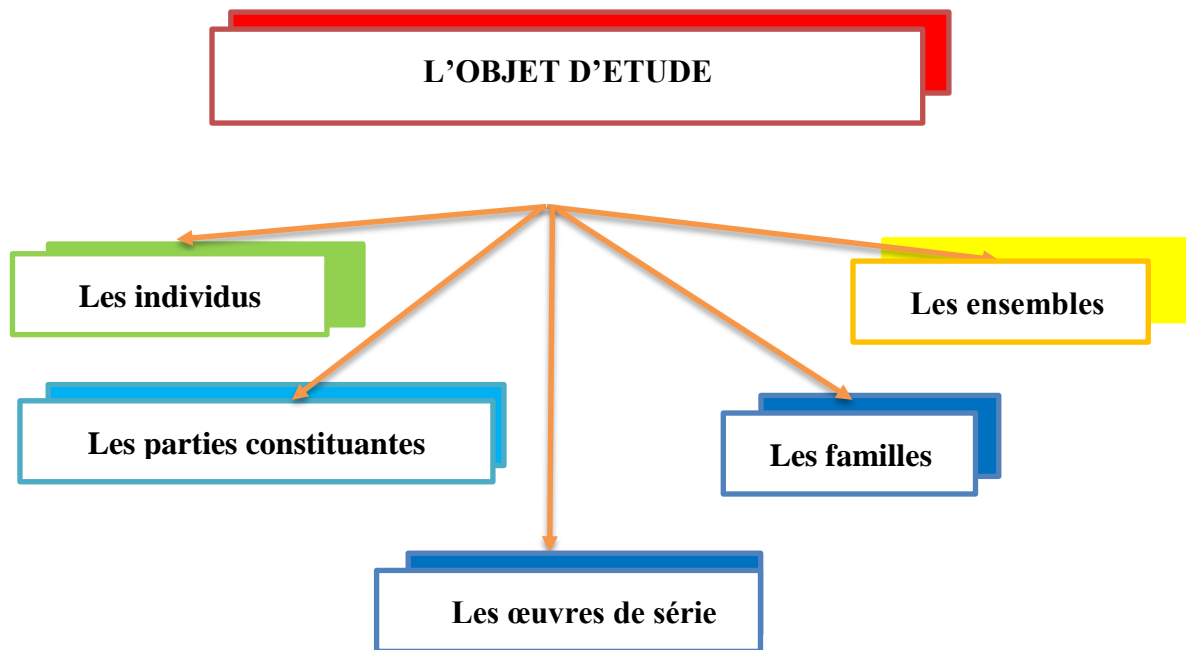 L'OBJET D'ETUDE
Les individus
Les ensembles
Les parties constituantes
Les familles
Les œuvres de série